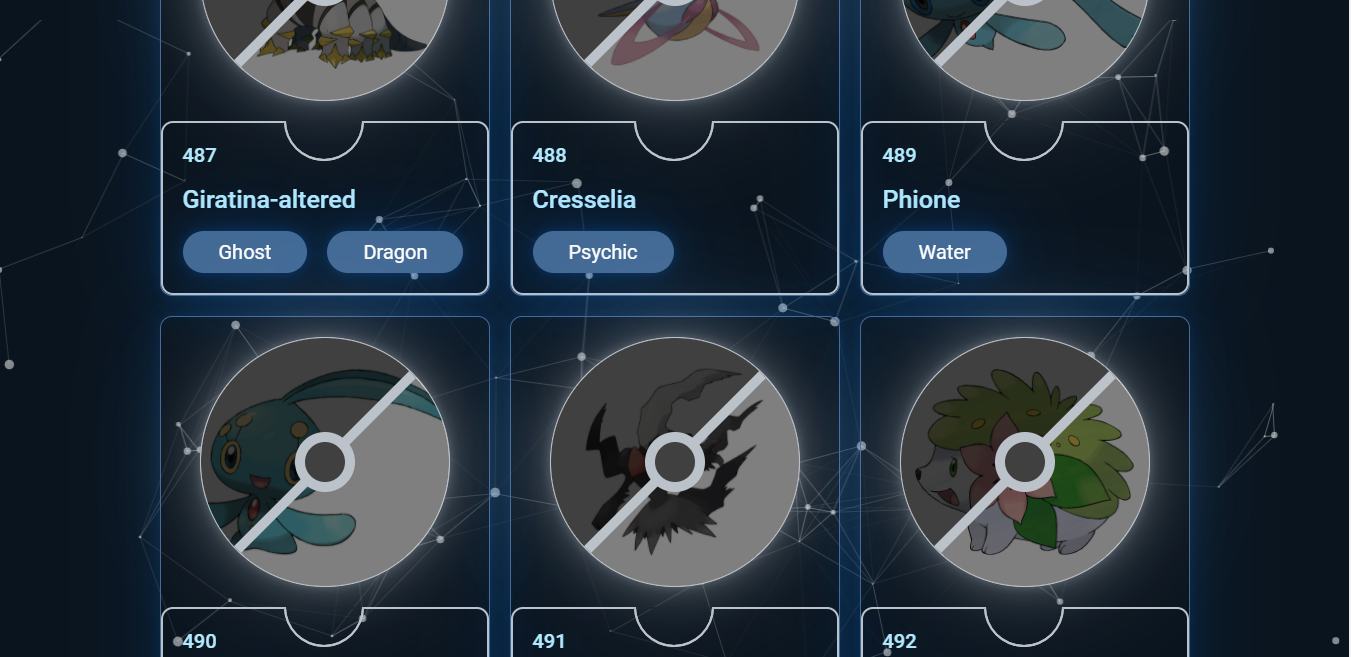 487
Giratina-altered
Ghost
Dragon
488
Cresselia
Psychic
489
Phione
Water
490
491
492